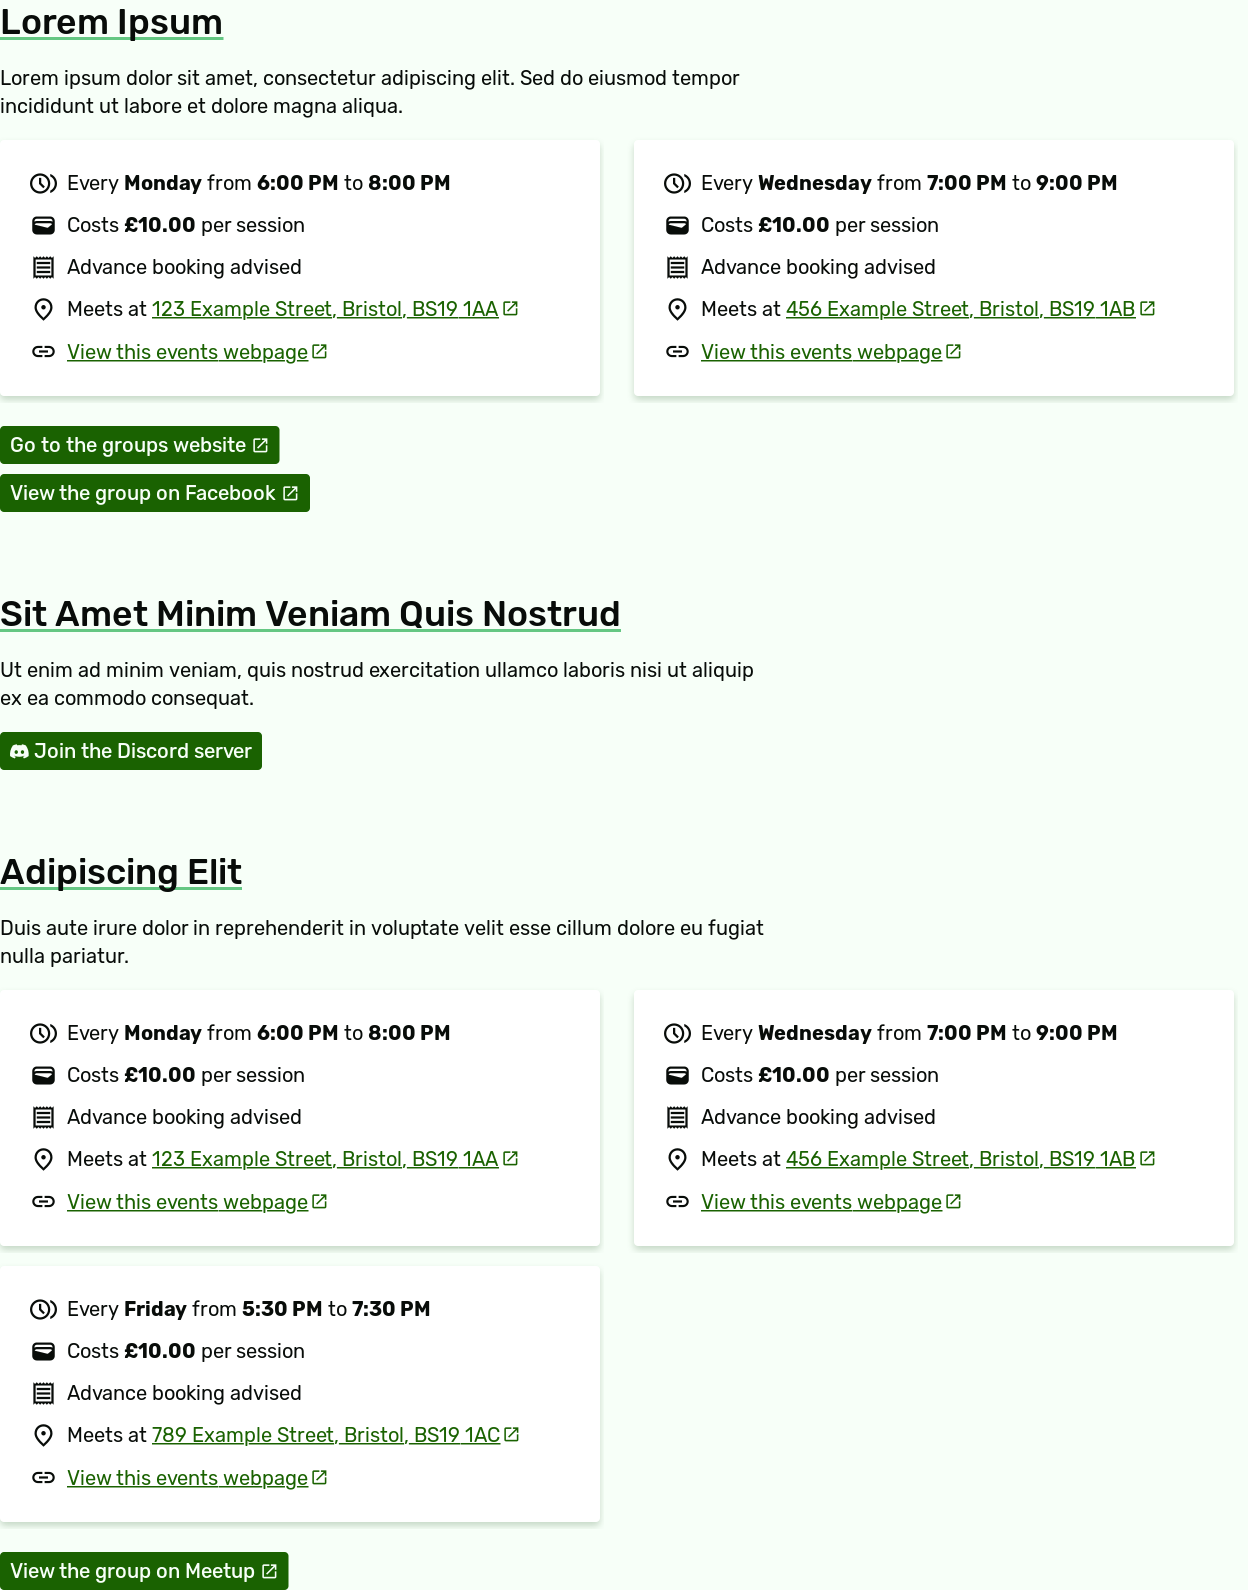 Lorem Ipsum
Lorem ipsum dolor sit amet, consectetur adipiscing elit. Sed do eiusmod tempor
incididunt ut labore et dolore magna aliqua.
Every Monday from 6:00 PM to 8:00 PM
Costs £10.00 per session
Advance booking advised
Meets at 123 Example Street, Bristol, BS19 1AA
View this events webpage
Every Wednesday from 7:00 PM to 9:00 PM
Costs £10.00 per session
Advance booking advised
Meets at 456 Example Street, Bristol, BS19 1AB
View this events webpage
Go to the groups website
View the group on Facebook
Sit Amet Minim Veniam Quis Nostrud
Ut enim ad minim veniam, quis nostrud exercitation ullamco laboris nisi ut aliquip
ex ea commodo consequat.
Join the Discord server
Adipiscing Elit
Duis aute irure dolor in reprehenderit in voluptate velit esse cillum dolore eu fugiat
nulla pariatur.
Every Monday from 6:00 PM to 8:00 PM
Costs £10.00 per session
Advance booking advised
Meets at 123 Example Street, Bristol, BS19 1AA
View this events webpage
Every Wednesday from 7:00 PM to 9:00 PM
Costs £10.00 per session
Advance booking advised
Meets at 456 Example Street, Bristol, BS19 1AB
View this events webpage
Every Friday from 5:30 PM to 7:30 PM
Costs £10.00 per session
Advance booking advised
Meets at 789 Example Street, Bristol, BS19 1AC
View this events webpage
View the group on Meetup